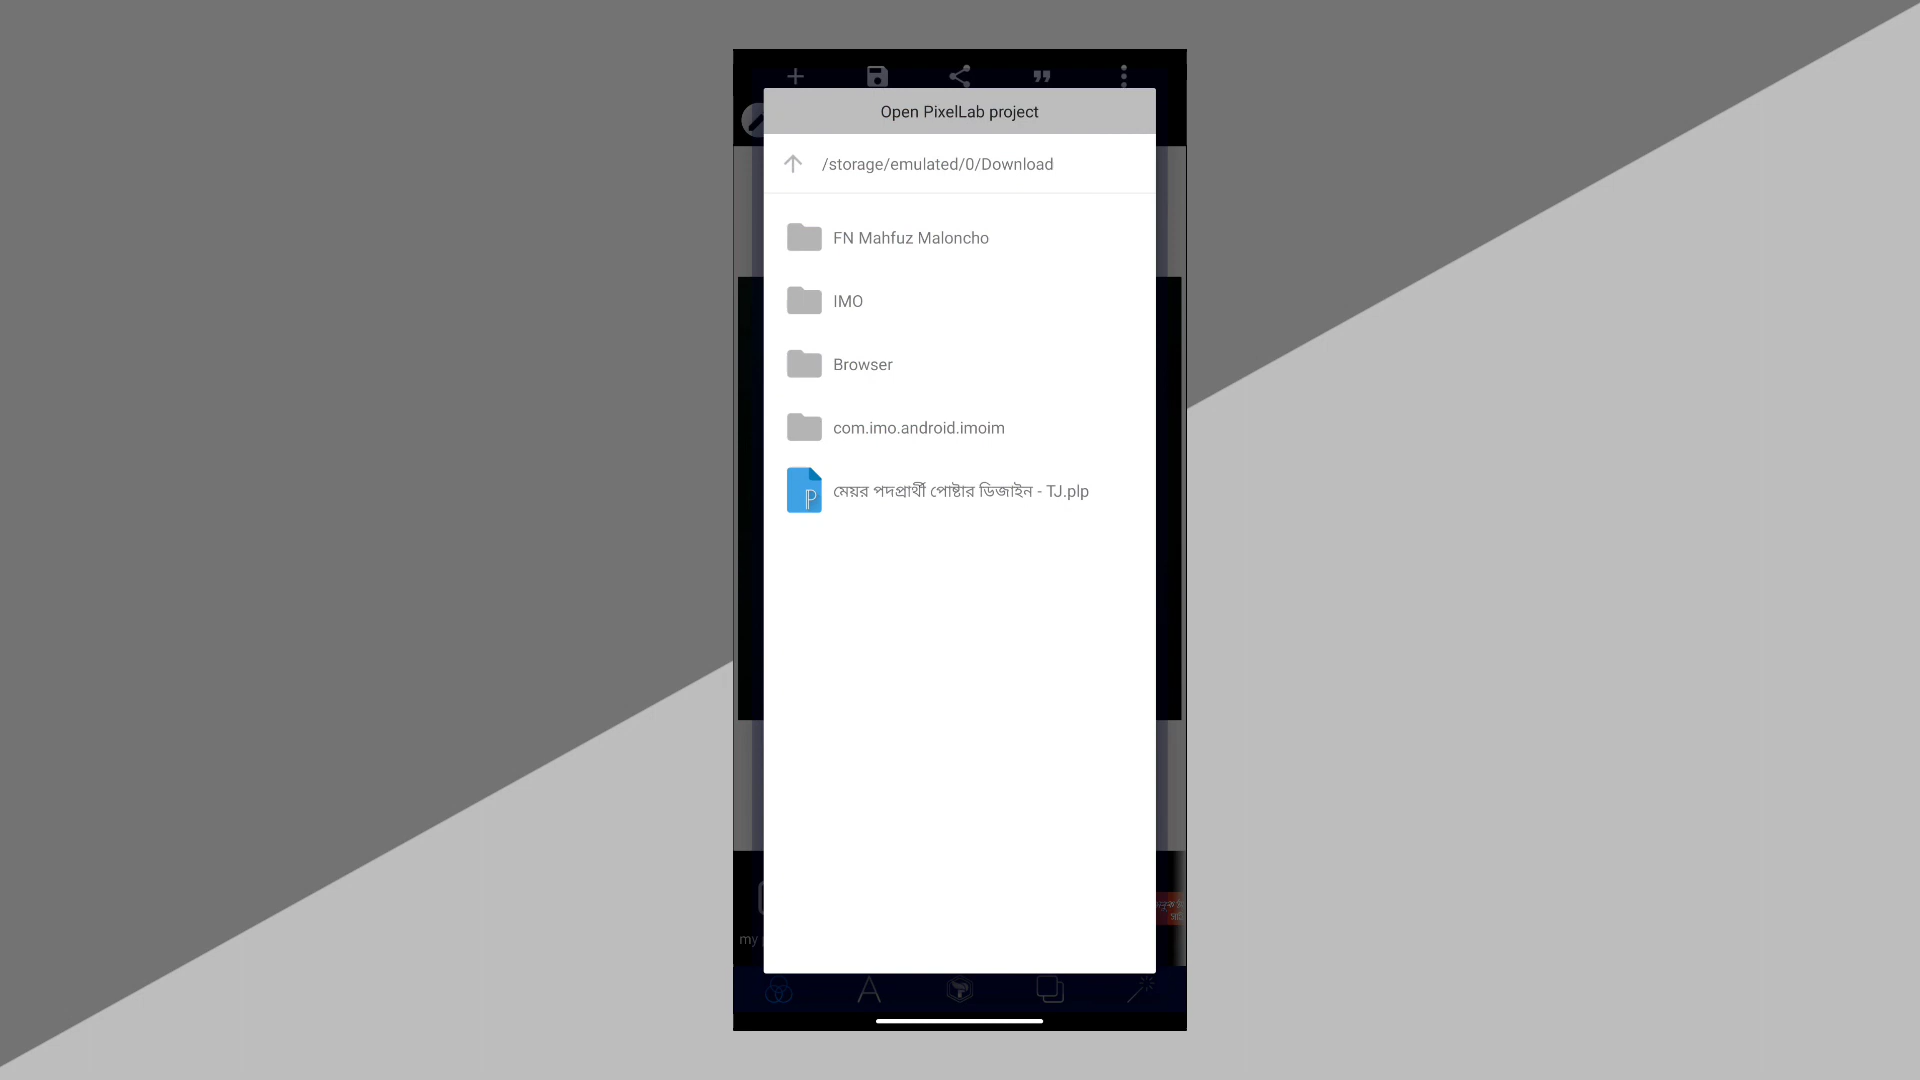 Open PixelLab project
/storage/emulated/0/Download
FN Mahfuz Maloncho
IMO
Browser
com.imo.android.imoim
মেয়র পদপ্রার্থী পোষ্টার ডিজাইন - TJ.plp
my